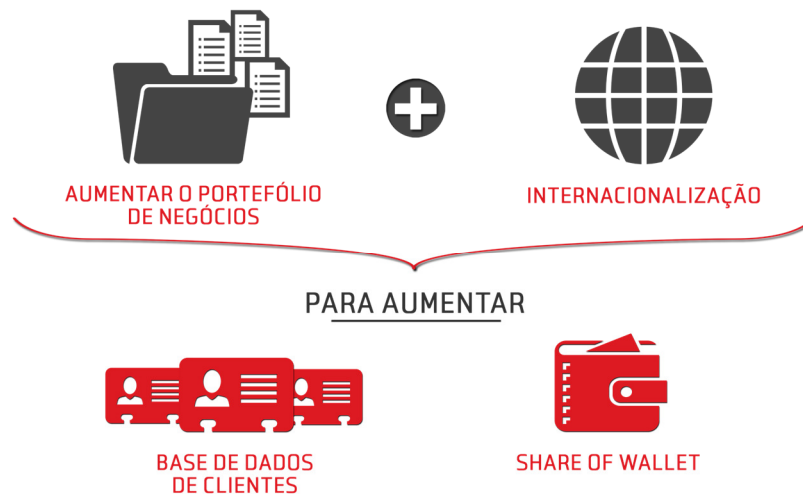 AUMENTAR O PORTEFÓLIO
DE NEGÓCIOS
INTERNACIONALIZAÇÃO
PARA AUMENTAR
BASE DE DADOS
DE CLIENTES
SHARE OF WALLET